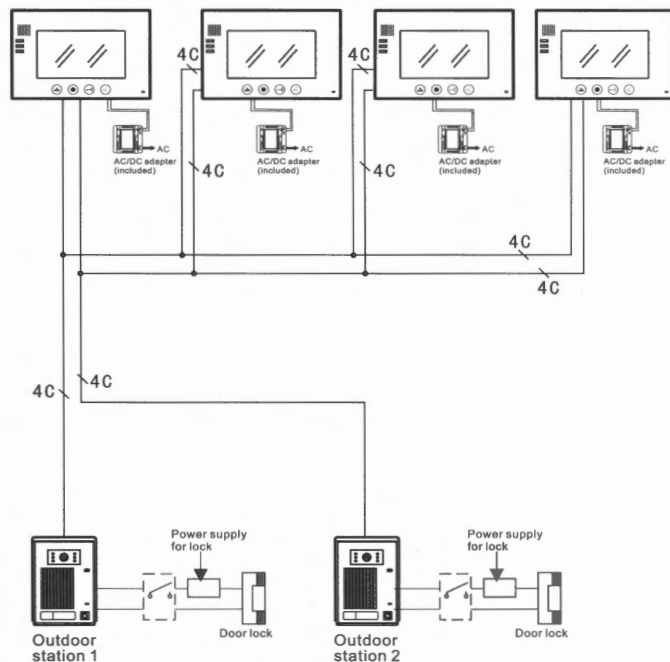 4C
4C
AC
AC/DC adapter
(included)
AC
AC/DC adapter
(included)
AC
AC/DC adapter
(included)
AC
AC/DC adapter
(included)
4C
4C
4C
4C
4C
4C
Power supply
for lock
Door lock
Outdoor
station 1
Power supply
for lock
Door lock
Outdoor
station 2